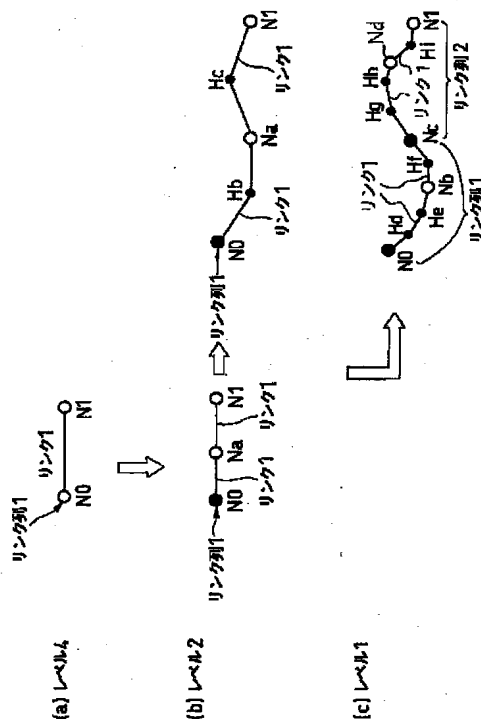 (a) レベル4
リンク列1
リンク1
N0
N1
(b) レベル2
リンク列1
N0
Na
N1
リンク1
リンク1
リンク列1
N0
Hb
Na
Hc
N1
リンク1
リンク1
(c) レベル1
N0
Hd
He
Nb
Hf
Nc
Hg
Hh
Nd
Hi
N1
リンク1
リンク1
リンク列1
リンク列2